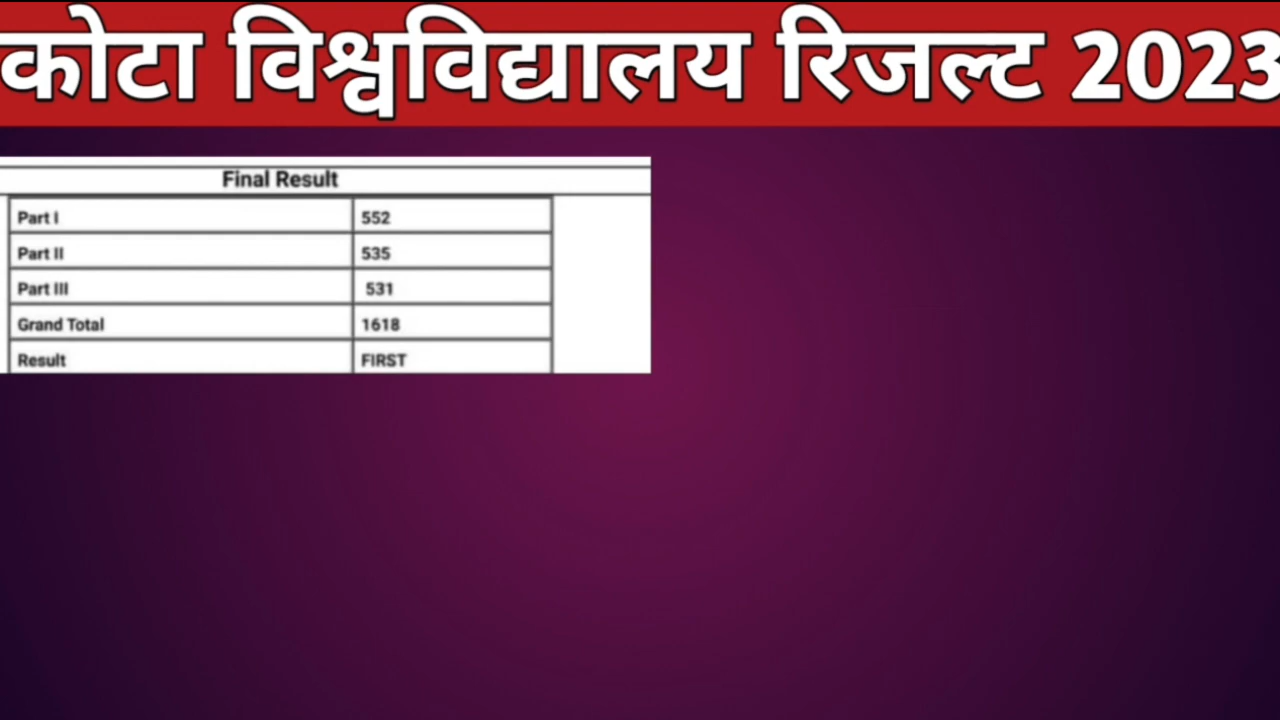 कोटा विश्वविद्यालय रिजल्ट 2023
Final Result
Part I 552
Part II 535
Part III 531
Grand Total 1618
Result FIRST